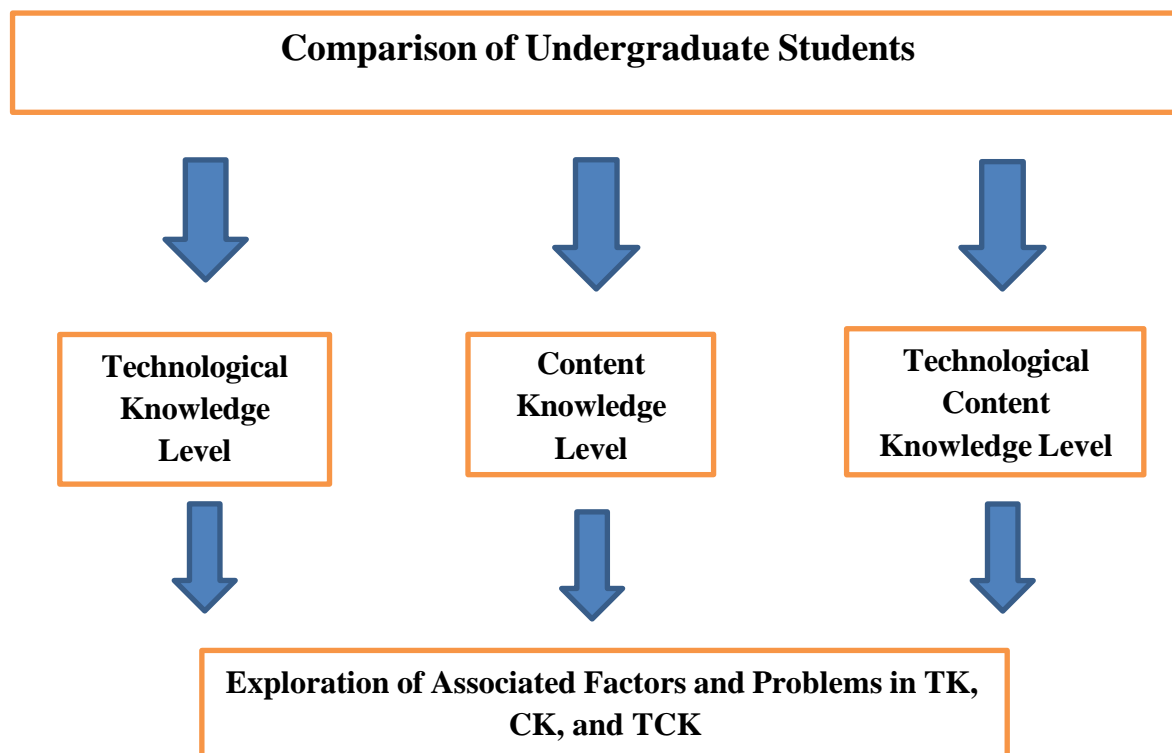 Comparison of Undergraduate Students
Technological
Knowledge
Level
Content
Knowledge
Level
Technological
Content
Knowledge Level
Exploration of Associated Factors and Problems in TK,
CK, and TCK